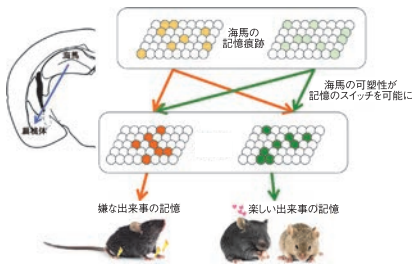 海馬
扁桃体
海馬の
記憶痕跡
海馬の可塑性が
記憶のスイッチを可能に
嫌な出来事の記憶
楽しい出来事の記憶